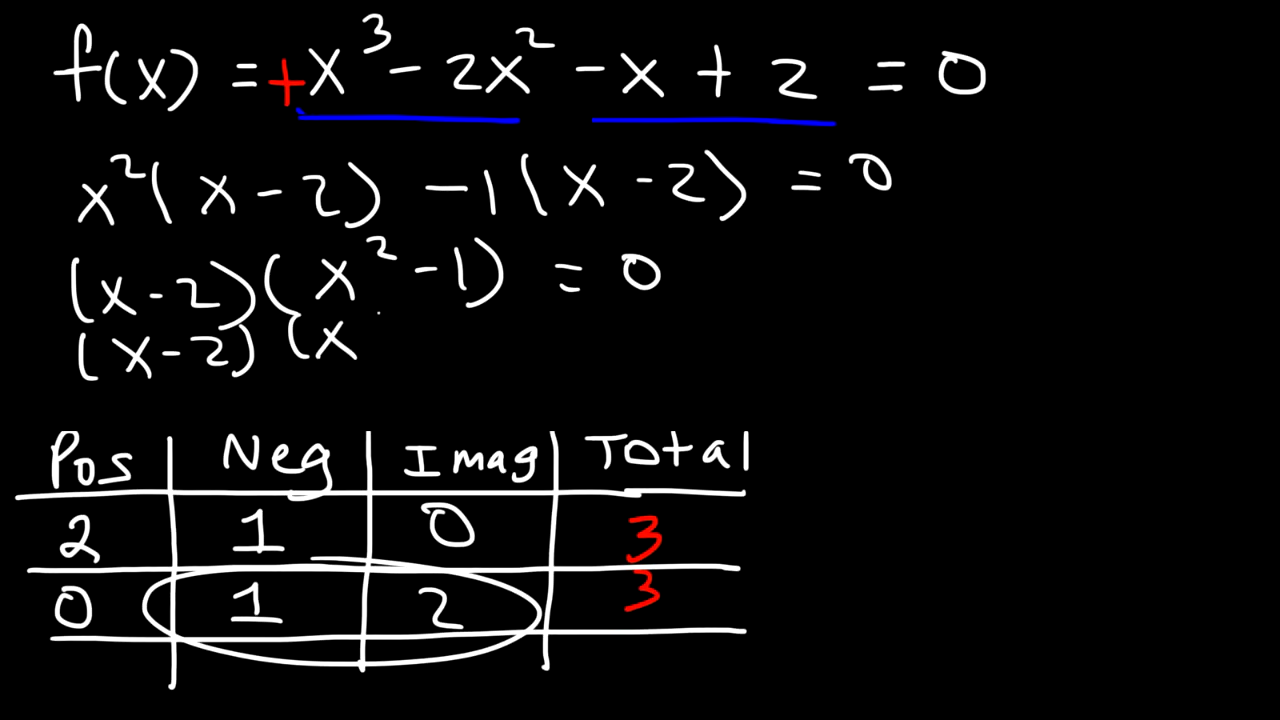 f(x) = +x³ - 2x² - x + 2 = 0
x²(x - 2) - 1(x - 2) = 0
(x - 2)(x² - 1) = 0
(x - 2)(x
Pos Neg Imag Total
2 1 0 3
0 1 2 3